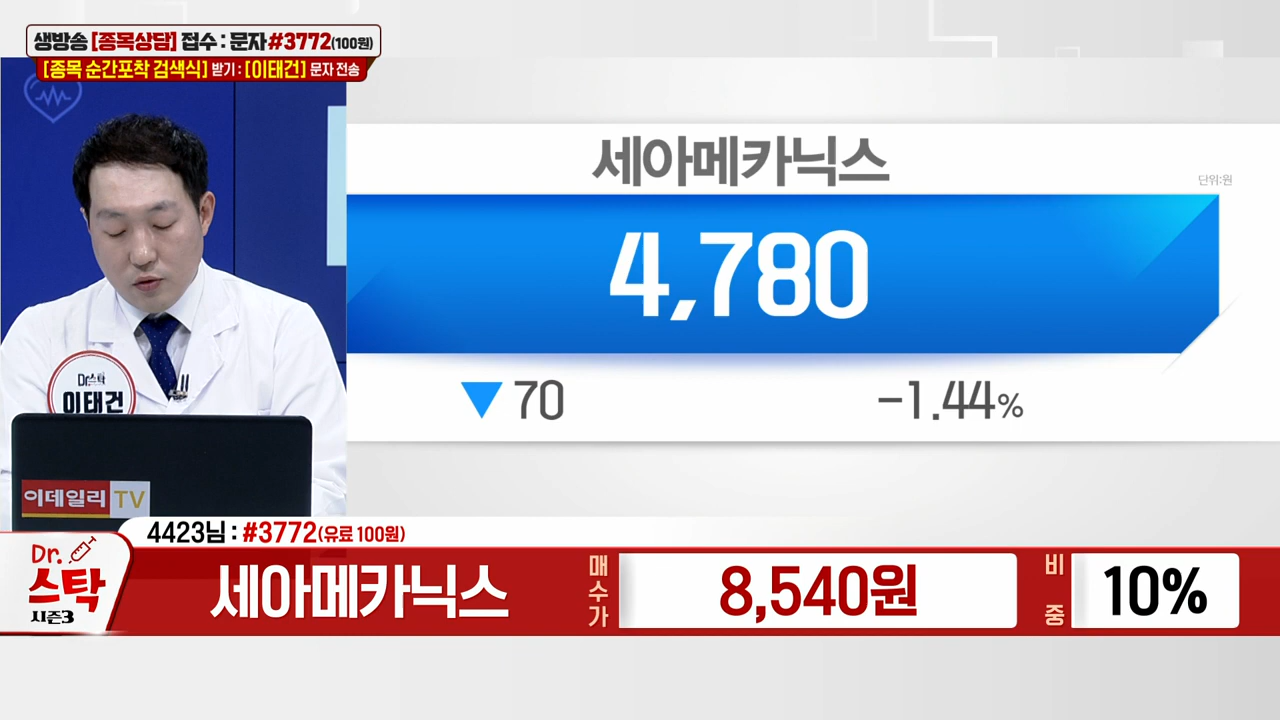 생방송 [종목상담] 접수 : 문자#3772(100원)
[종목 순간포착 검색식] 받기 : [이태건] 문자 전송
세아메카닉스
단위:원
4,780
▼70 -1.44%
Dr.스탁
이태건
이데일리TV
4423님 : #3772(유료 100원)
Dr.
스탁
시즌3
세아메카닉스 매수가 8,540원 비중 10%